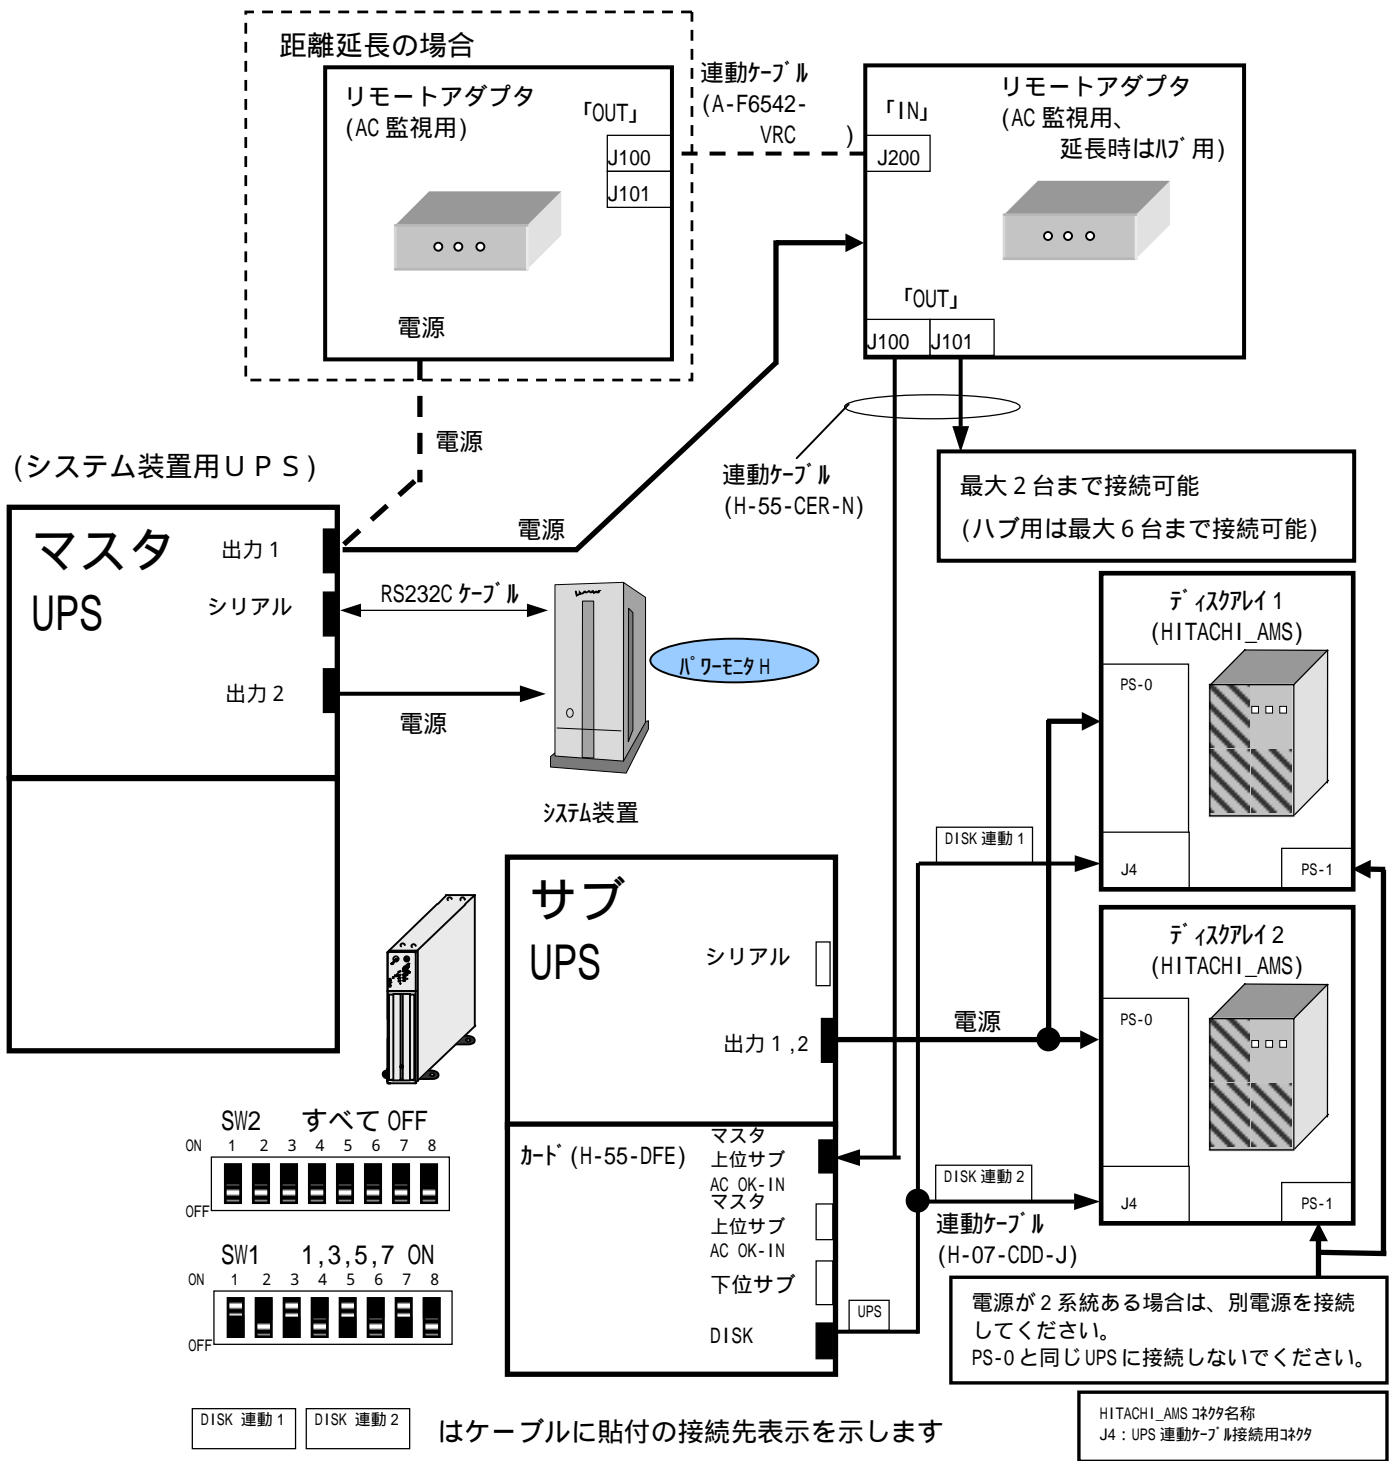 距離延長の場合
リモートアダプタ
(AC 監視用)
「OUT」
J100
J101
電源
連動ｹｰﾌﾞﾙ
(A-F6542-
VRC )
「IN」
J200
リモートアダプタ
(AC 監視用、
延長時はﾊﾌﾞ用)
「OUT」
J100
J101
電源
連動ｹｰﾌﾞﾙ
(H-55-CER-N)
最大２台まで接続可能
(ハブ用は最大６台まで接続可能)
(システム装置用ＵＰＳ)
マスタ
UPS
出力 1
シリアル
出力 2
電源
RS232C ｹｰﾌﾞﾙ
電源
ﾊﾟﾜｰﾓﾆﾀ H
ｼｽﾃﾑ装置
ﾃﾞｨｽｸｱﾚｲ 1
(HITACHI_AMS)
PS-0
J4
PS-1
DISK 連動 1
サブ
UPS
シリアル
出力 1 ,2
電源
ﾃﾞｨｽｸｱﾚｲ 2
(HITACHI_AMS)
PS-0
J4
PS-1
DISK 連動 2
連動ｹｰﾌﾞﾙ
(H-07-CDD-J)
ｶｰﾄﾞ (H-55-DFE)
マスタ
上位サブ
AC OK-IN
マスタ
上位サブ
AC OK-IN
下位サブ
DISK
UPS
SW2 すべて OFF
ON 1 2 3 4 5 6 7 8
OFF
SW1 1,3,5,7 ON
ON 1 2 3 4 5 6 7 8
OFF
電源が２系統ある場合は、別電源を接続
してください。
PS-0 と同じ UPS に接続しないでください。
DISK 連動 1
DISK 連動 2
はケーブルに貼付の接続先表示を示します
HITACHI_AMS ｺﾈｸﾀ名称
J4 : UPS 連動ｹｰﾌﾞﾙ接続用ｺﾈｸﾀ